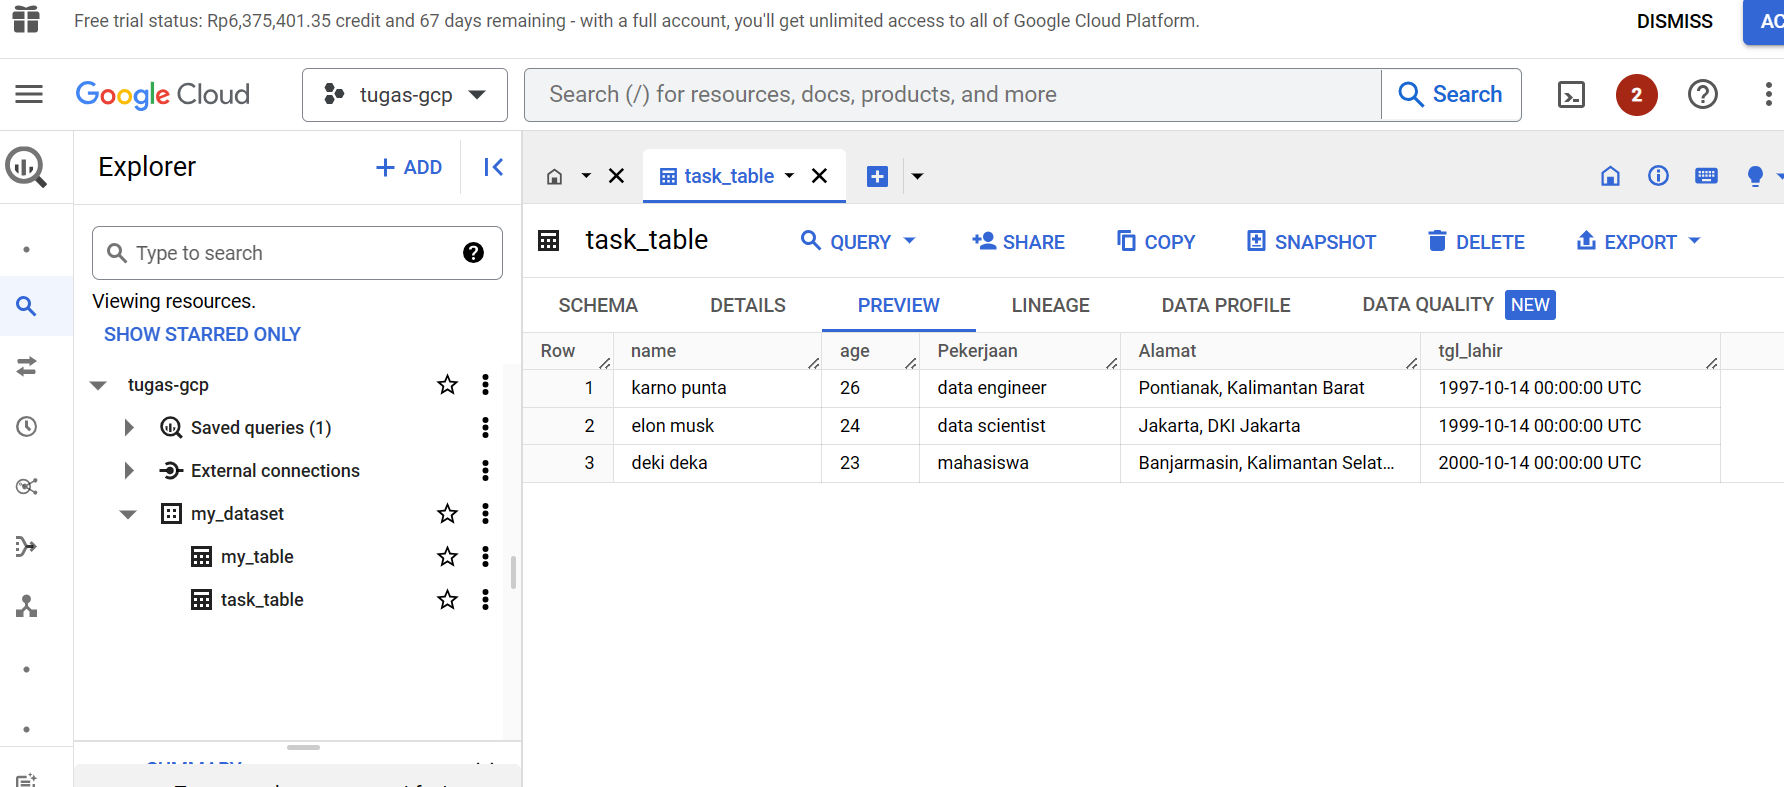 Free trial status: Rp6,375,401.35 credit and 67 days remaining - with a full account, you'll get unlimited access to all of Google Cloud Platform.
DISMISS
Google Cloud
tugas-gcp
Search (/) for resources, docs, products, and more
Search
2
Explorer
+ ADD
task_table
Type to search
Viewing resources.
SHOW STARRED ONLY
tugas-gcp
Saved queries (1)
External connections
my_dataset
my_table
task_table
task_table
QUERY
SHARE
COPY
SNAPSHOT
DELETE
EXPORT
SCHEMA DETAILS PREVIEW LINEAGE DATA PROFILE DATA QUALITY NEW
Row name age Pekerjaan Alamat tgl_lahir
1 karno punta 26 data engineer Pontianak, Kalimantan Barat 1997-10-14 00:00:00 UTC
2 elon musk 24 data scientist Jakarta, DKI Jakarta 1999-10-14 00:00:00 UTC
3 deki deka 23 mahasiswa Banjarmasin, Kalimantan Selat... 2000-10-14 00:00:00 UTC
SUMMARY